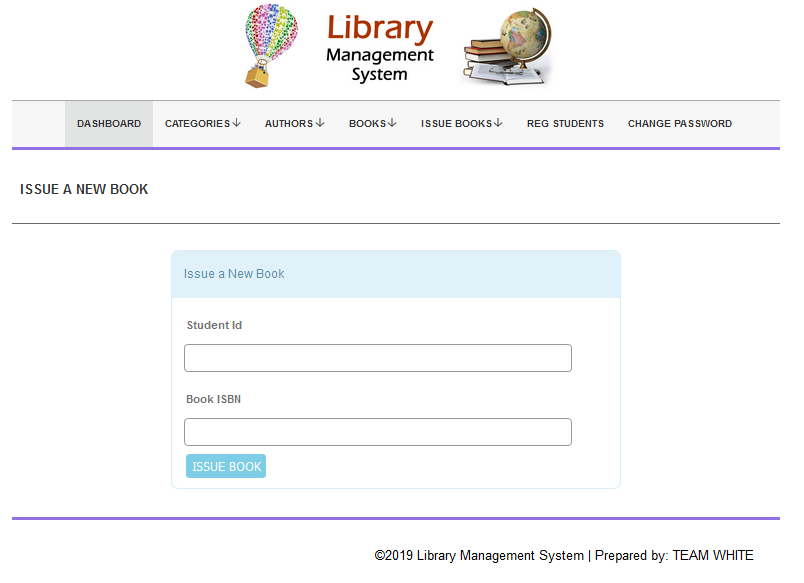 Library
Management
System
DASHBOARD CATEGORIES↓ AUTHORS↓ BOOKS↓ ISSUE BOOKS↓ REG STUDENTS CHANGE PASSWORD
ISSUE A NEW BOOK
Issue a New Book
Student Id
Book ISBN
ISSUE BOOK
©2019 Library Management System | Prepared by: TEAM WHITE